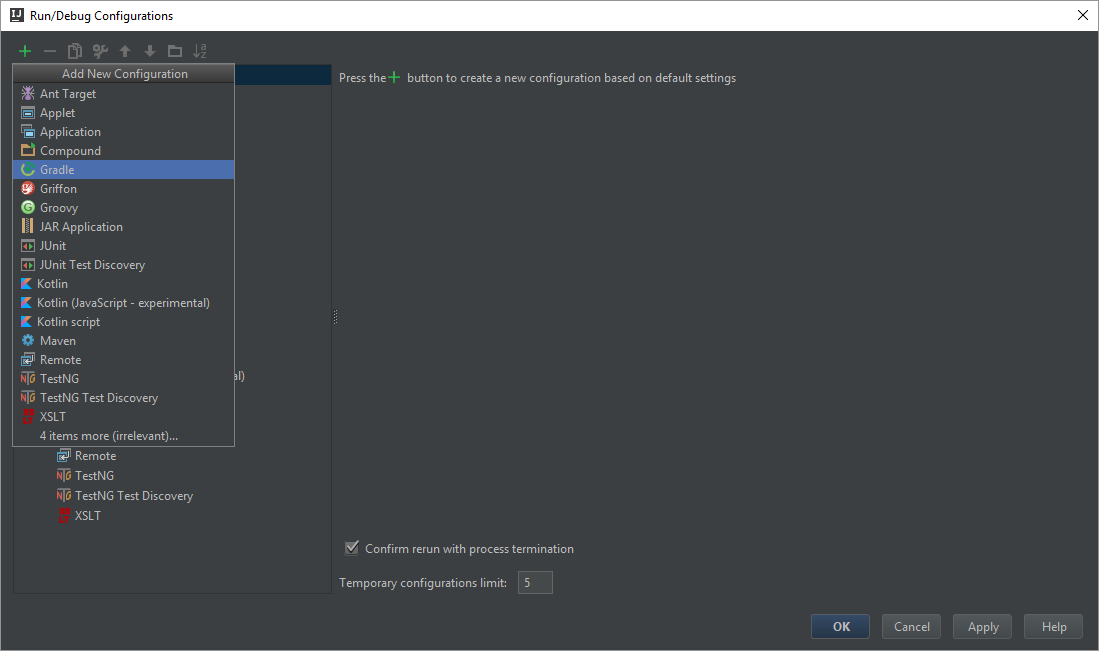 Run/Debug Configurations
Add New Configuration
Press the + button to create a new configuration based on default settings
Ant Target
Applet
Application
Compound
Gradle
Griffon
Groovy
JAR Application
JUnit
JUnit Test Discovery
Kotlin
Kotlin (JavaScript - experimental)
Kotlin script
Maven
Remote
TestNG
al)
TestNG Test Discovery
XSLT
4 items more (irrelevant)...
Remote
TestNG
TestNG Test Discovery
XSLT
Confirm rerun with process termination
Temporary configurations limit: 5
OK Cancel Apply Help